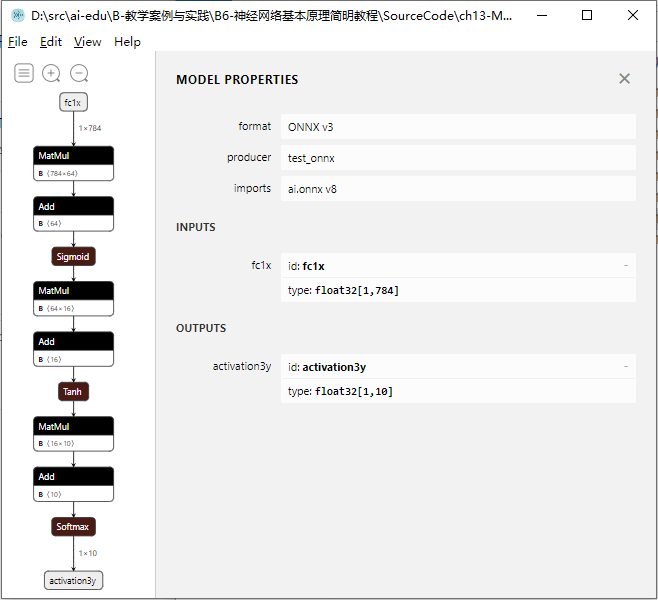 D:\src\ai-edu\B-教学案例与实践\B6-神经网络基本原理简明教程\SourceCode\ch13-M...
File Edit View Help
fc1x
1×784
MatMul
B ⟨784×64⟩
Add
B ⟨64⟩
Sigmoid
MatMul
B ⟨64×16⟩
Add
B ⟨16⟩
Tanh
MatMul
B ⟨16×10⟩
Add
B ⟨10⟩
Softmax
1×10
activation3y
MODEL PROPERTIES
format ONNX v3
producer test_onnx
imports ai.onnx v8
INPUTS
fc1x id: fc1x -
type: float32[1,784]
OUTPUTS
activation3y id: activation3y -
type: float32[1,10]